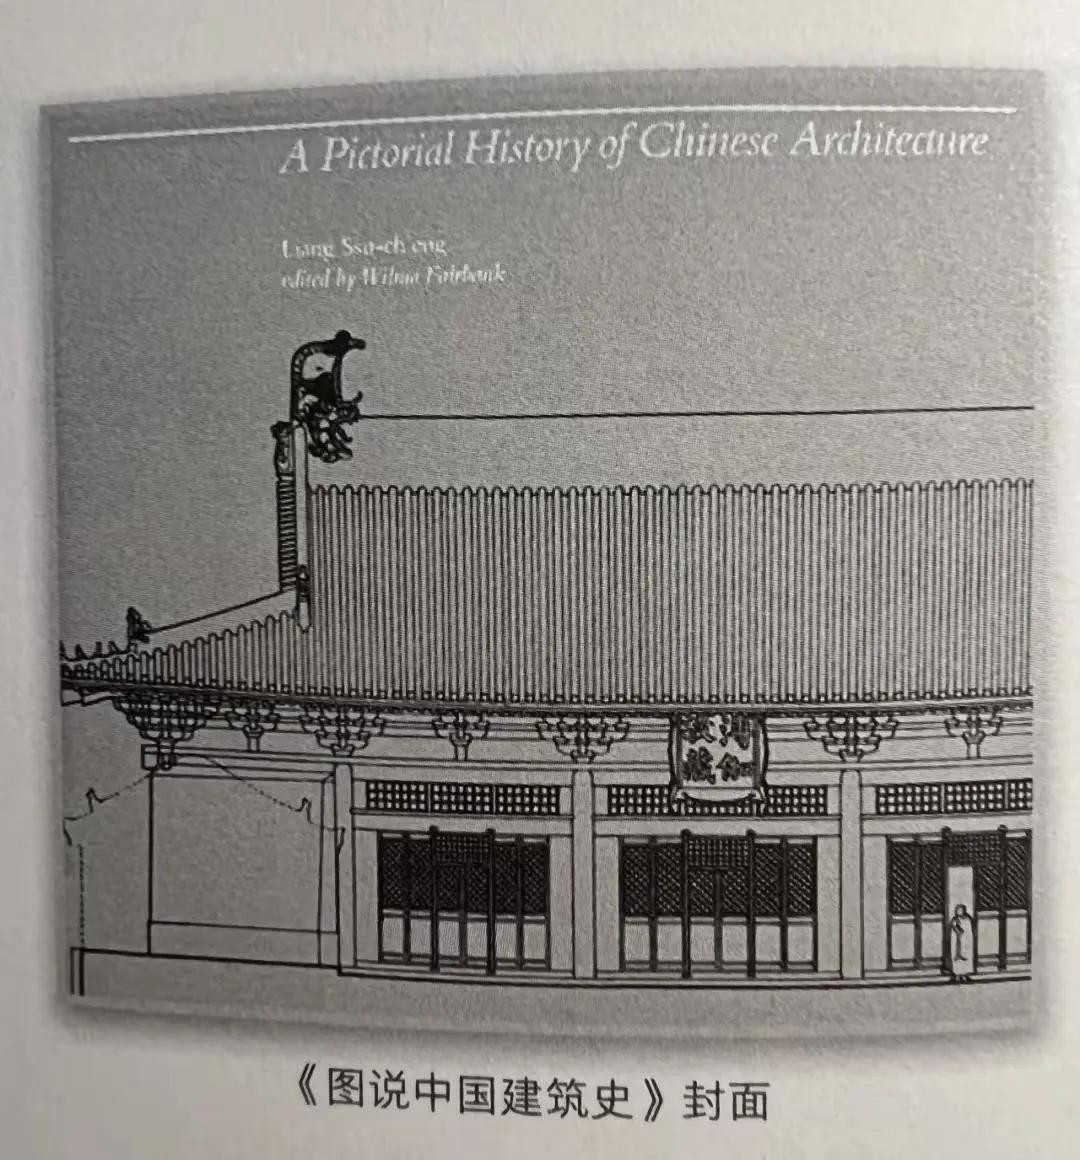 A Pictorial History of Chinese Architecture
Liang Ssu-ch'eng
edited by Wilma Fairbank
《图说中国建筑史》封面